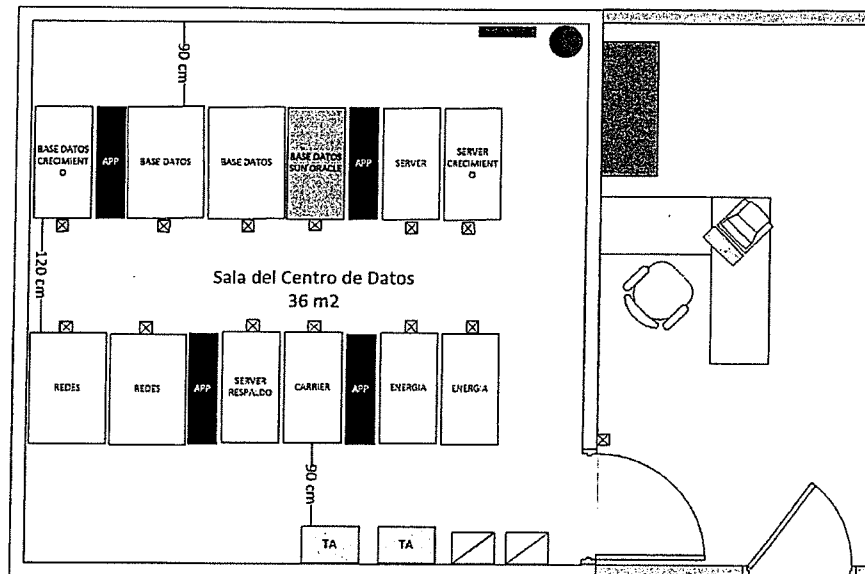 90 cm
BASE DATOS
CRECIMIENT
O
APP
BASE DATOS
BASE DATOS
BASE DATOS
SUN ORACLE
APP
SERVER
SERVER
CRECIMIENT
O
120 cm
Sala del Centro de Datos
36 m2
REDES
REDES
APP
SERVER
RESPALDO
CARRIER
APP
ENERGIA
ENERGIA
90 cm
TA
TA